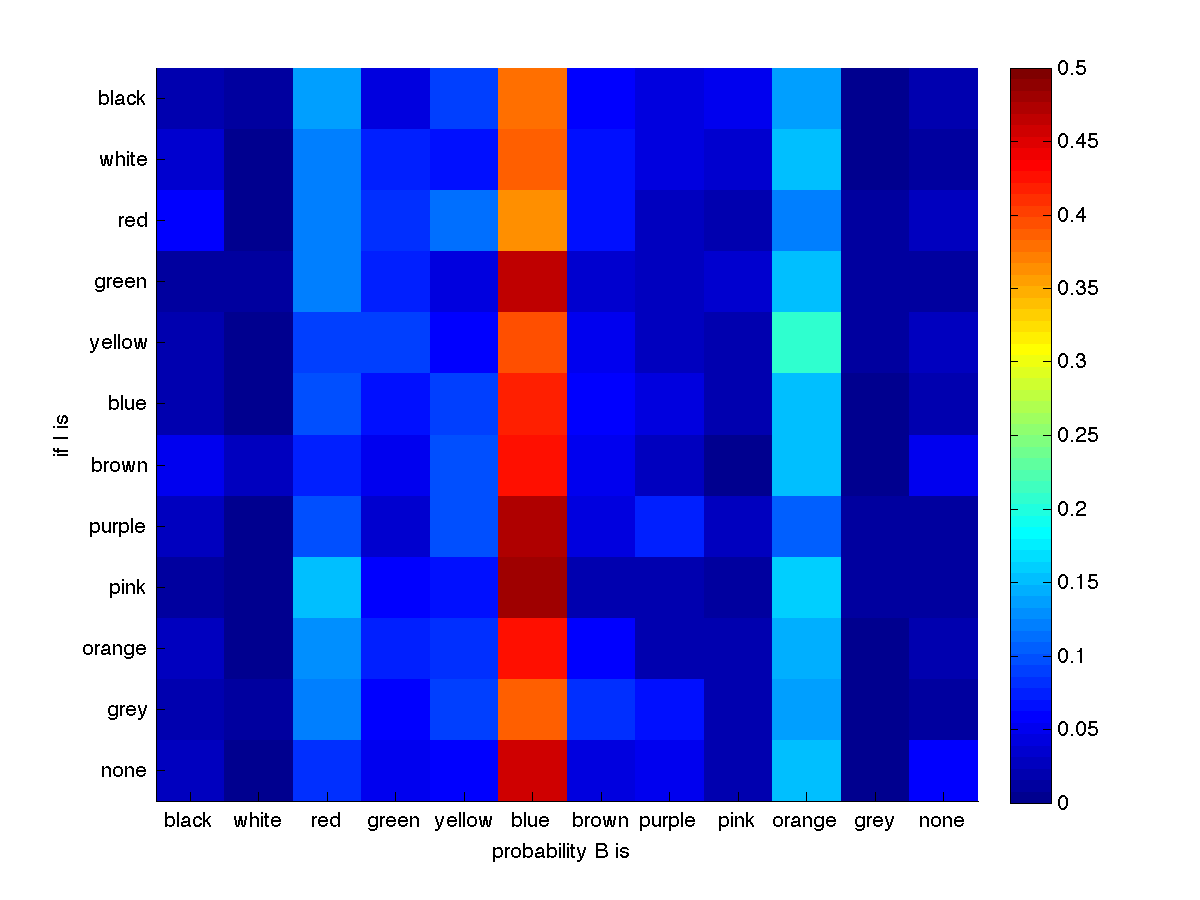 if I is
black
white
red
green
yellow
blue
brown
purple
pink
orange
grey
none
black white red green yellow blue brown purple pink orange grey none
probability B is
0.5
0.45
0.4
0.35
0.3
0.25
0.2
0.15
0.1
0.05
0